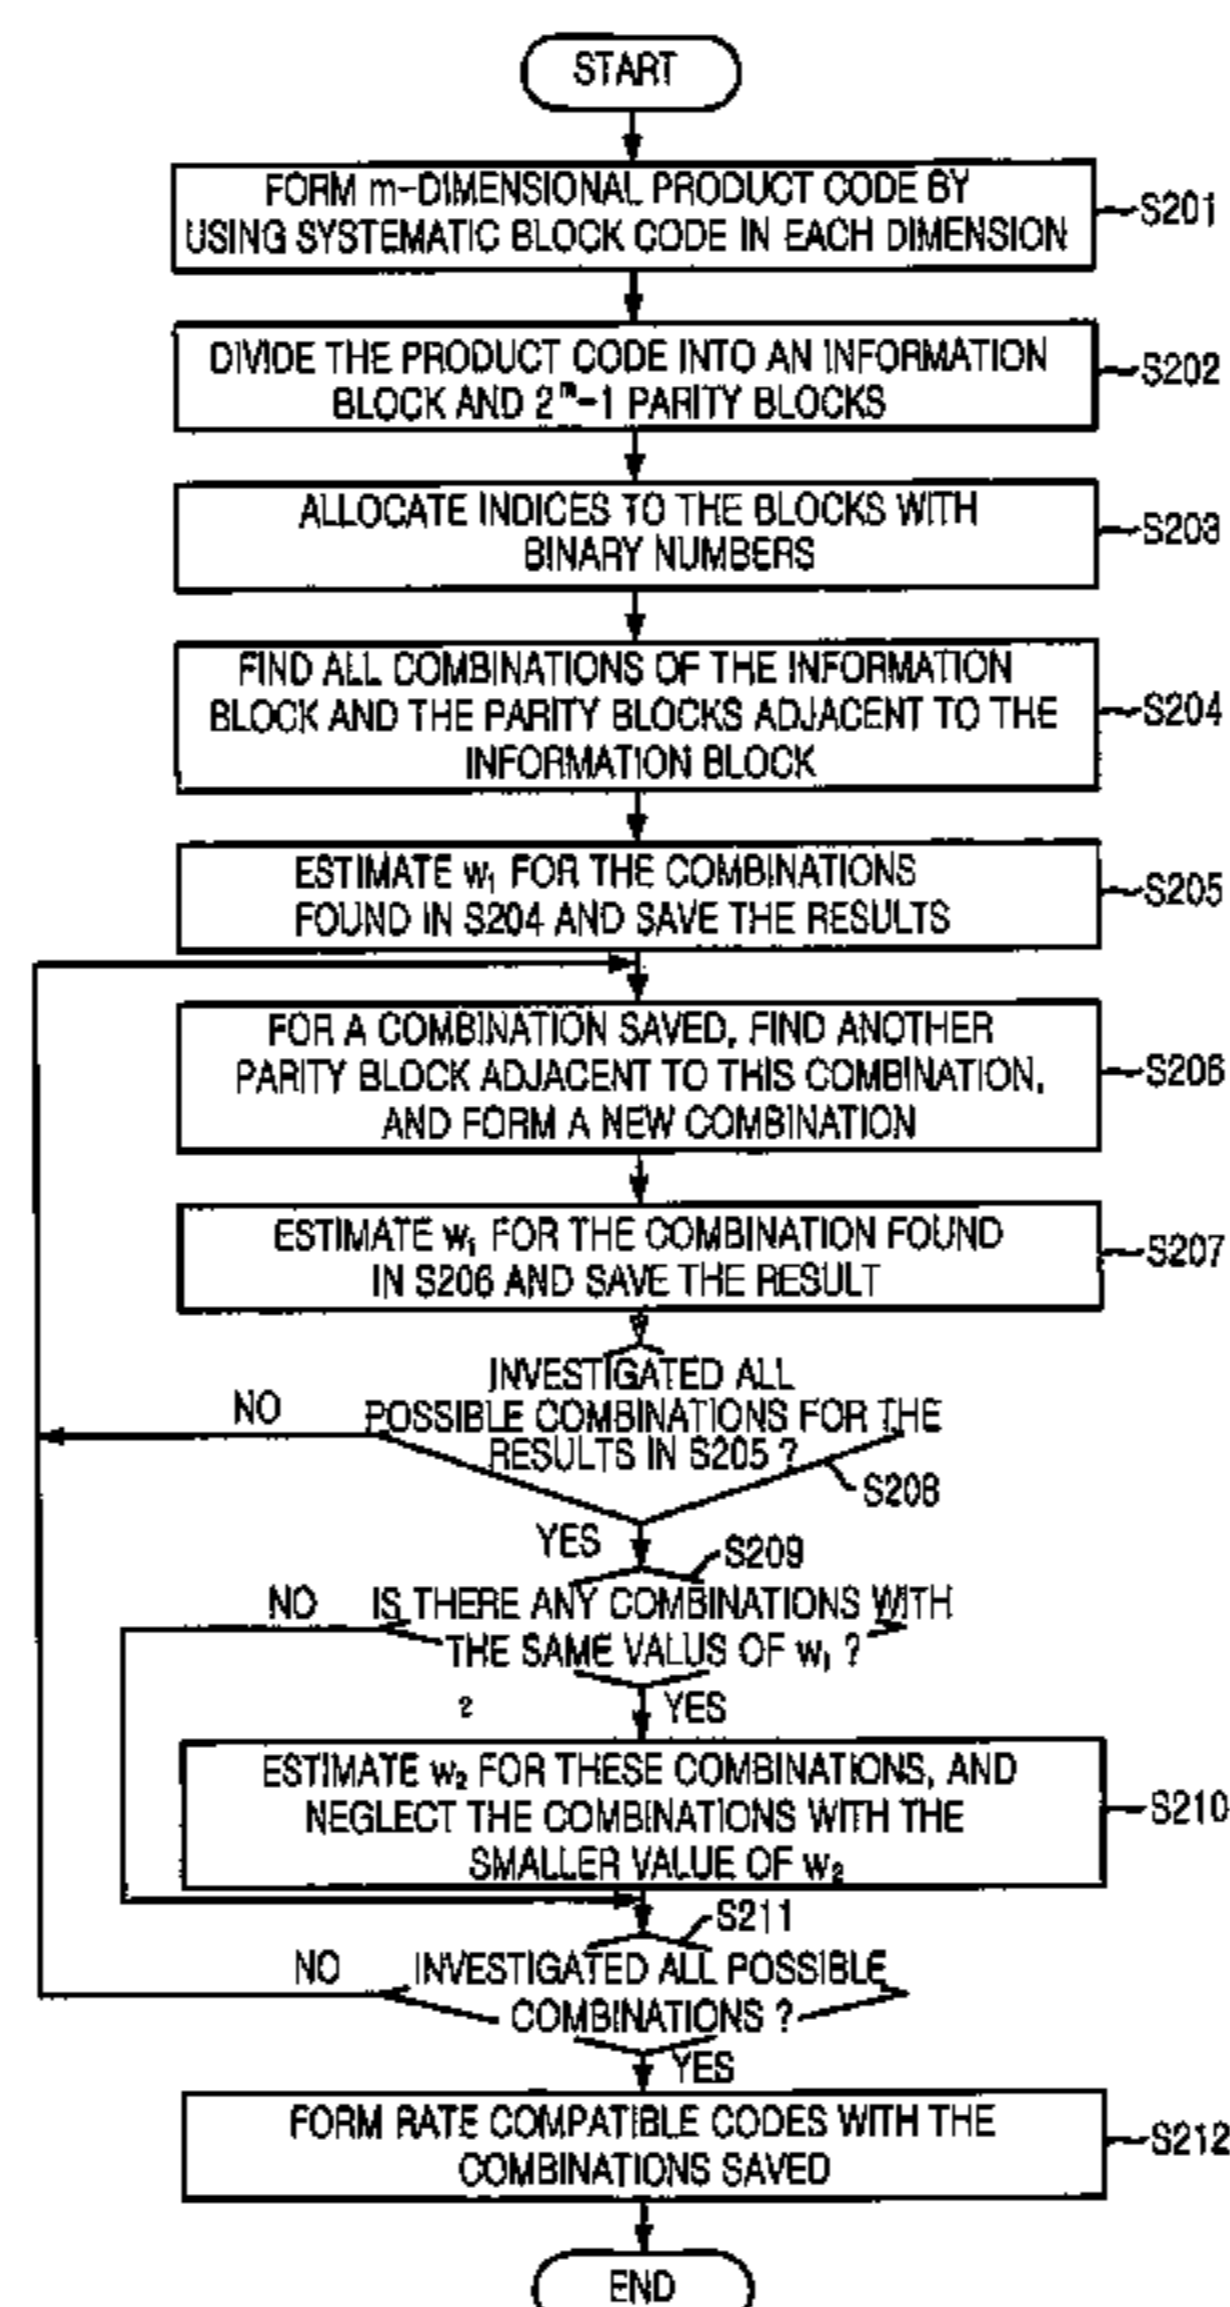 START
FORM m-DIMENSIONAL PRODUCT CODE BY
USING SYSTEMATIC BLOCK CODE IN EACH DIMENSION
S201
DIVIDE THE PRODUCT CODE INTO AN INFORMATION
BLOCK AND 2^m-1 PARITY BLOCKS
S202
ALLOCATE INDICES TO THE BLOCKS WITH
BINARY NUMBERS
S203
FIND ALL COMBINATIONS OF THE INFORMATION
BLOCK AND THE PARITY BLOCKS ADJACENT TO THE
INFORMATION BLOCK
S204
ESTIMATE w₁ FOR THE COMBINATIONS
FOUND IN S204 AND SAVE THE RESULTS
S205
FOR A COMBINATION SAVED, FIND ANOTHER
PARITY BLOCK ADJACENT TO THIS COMBINATION,
AND FORM A NEW COMBINATION
S206
ESTIMATE w₁ FOR THE COMBINATION FOUND
IN S206 AND SAVE THE RESULT
S207
INVESTIGATED ALL
POSSIBLE COMBINATIONS FOR THE
RESULTS IN S205 ?
NO
S208
YES
S209
NO
IS THERE ANY COMBINATIONS WITH
THE SAME VALUS OF w₁ ?
2
YES
ESTIMATE w₂ FOR THESE COMBINATIONS, AND
NEGLECT THE COMBINATIONS WITH THE
SMALLER VALUE OF w₂
S210
S211
NO
INVESTIGATED ALL POSSIBLE
COMBINATIONS ?
YES
FORM RATE COMPATIBLE CODES WITH THE
COMBINATIONS SAVED
S212
END